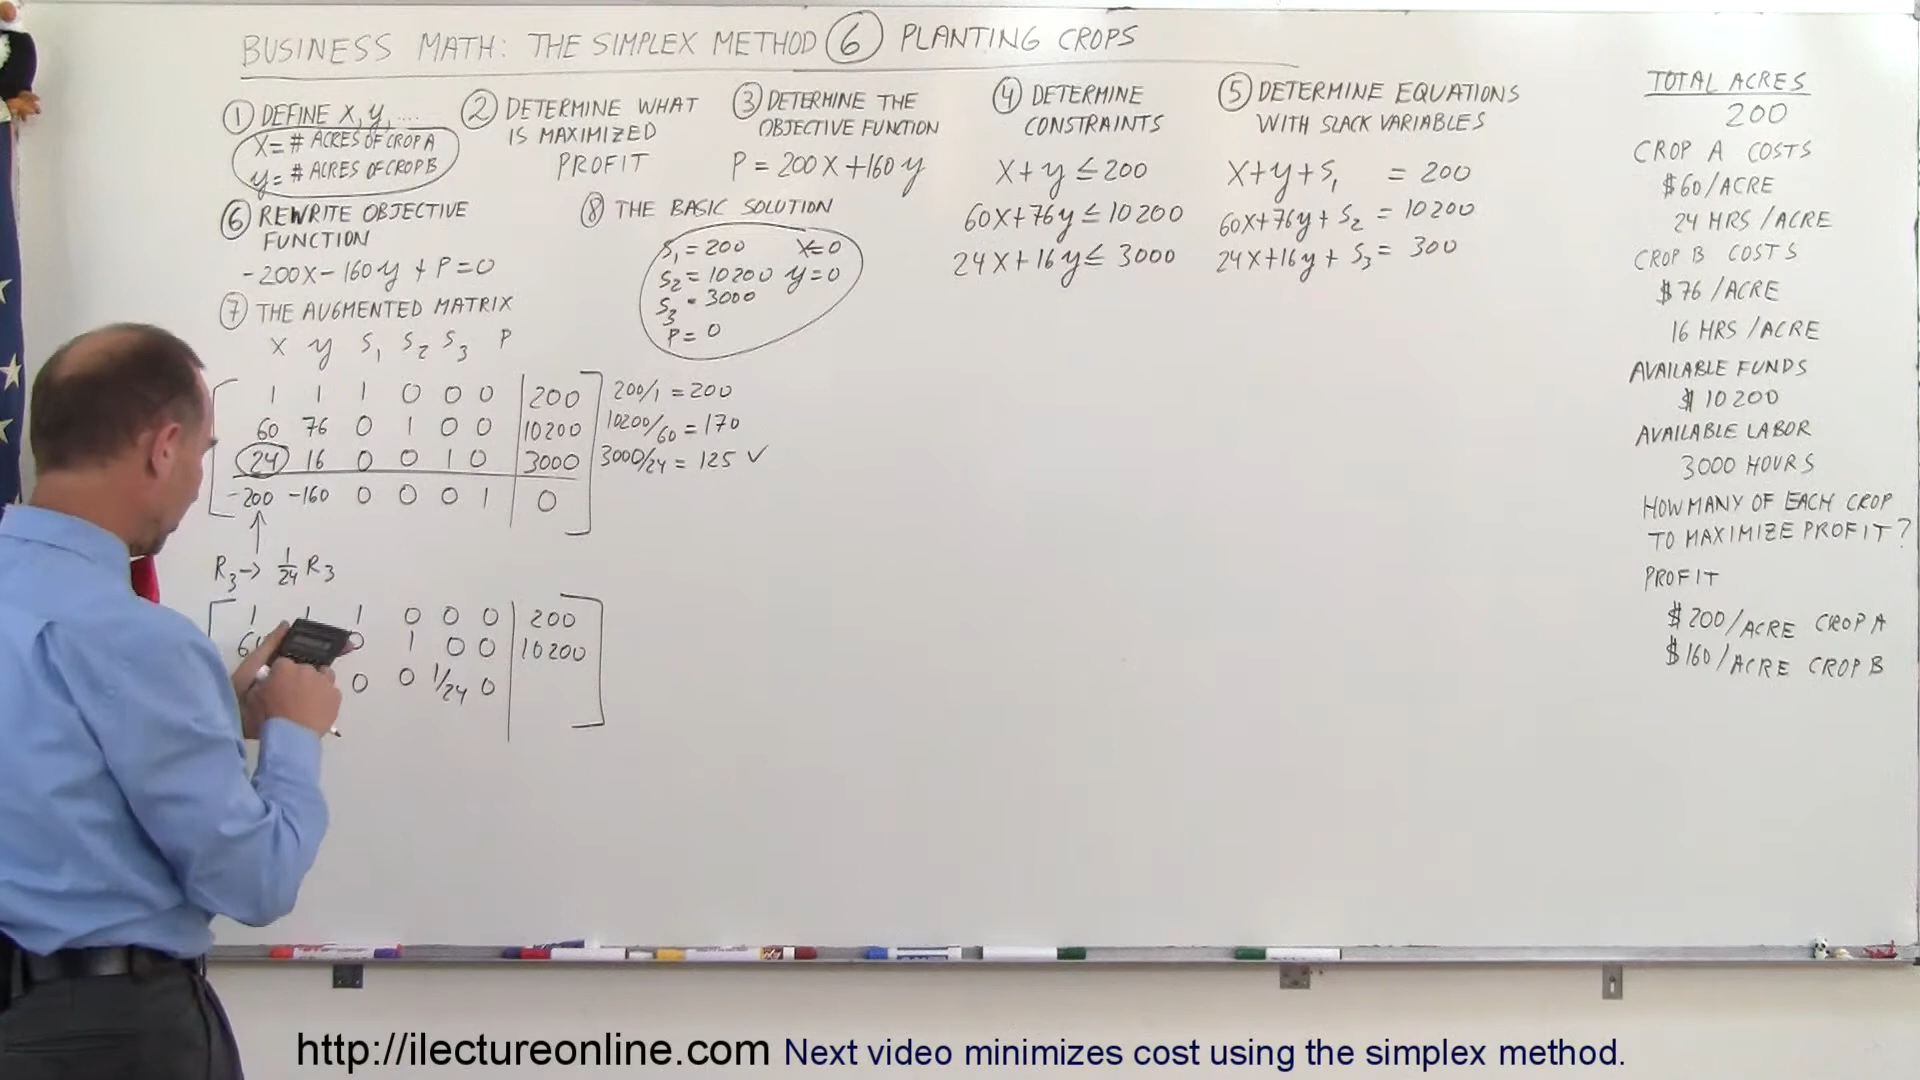 BUSINESS MATH: THE SIMPLEX METHOD 6 PLANTING CROPS
1 DEFINE X, y, ....
X = # ACRES OF CROP A
y = # ACRES OF CROP B
2 DETERMINE WHAT
IS MAXIMIZED
PROFIT
3 DETERMINE THE
OBJECTIVE FUNCTION
P = 200X + 160y
4 DETERMINE
CONSTRAINTS
X + y ≤ 200
60X + 76y ≤ 10200
24X + 16y ≤ 3000
5 DETERMINE EQUATIONS
WITH SLACK VARIABLES
X + y + S₁ = 200
60X + 76y + S₂ = 10200
24X + 16y + S₃ = 300
6 REWRITE OBJECTIVE
FUNCTION
-200X - 160y + P = 0
7 THE AUGMENTED MATRIX
X y S₁ S₂ S₃ P
1 1 1 0 0 0 200 200/1 = 200
60 76 0 1 0 0 10200 10200/60 = 170
24 16 0 0 1 0 3000 3000/24 = 125 ✓
-200 -160 0 0 0 1 0
R₃ → 1/24 R₃
1 1 1 0 0 0 200
0 1 0 0 10200
0 0 1/24 0
8 THE BASIC SOLUTION
S₁ = 200 X = 0
S₂ = 10200 y = 0
S₃ = 3000
P = 0
TOTAL ACRES
200
CROP A COSTS
$60/ACRE
24 HRS/ACRE
CROP B COSTS
$76/ACRE
16 HRS/ACRE
AVAILABLE FUNDS
$10200
AVAILABLE LABOR
3000 HOURS
HOW MANY OF EACH CROP
TO MAXIMIZE PROFIT?
PROFIT
$200/ACRE CROP A
$160/ACRE CROP B
http://ilectureonline.com Next video minimizes cost using the simplex method.